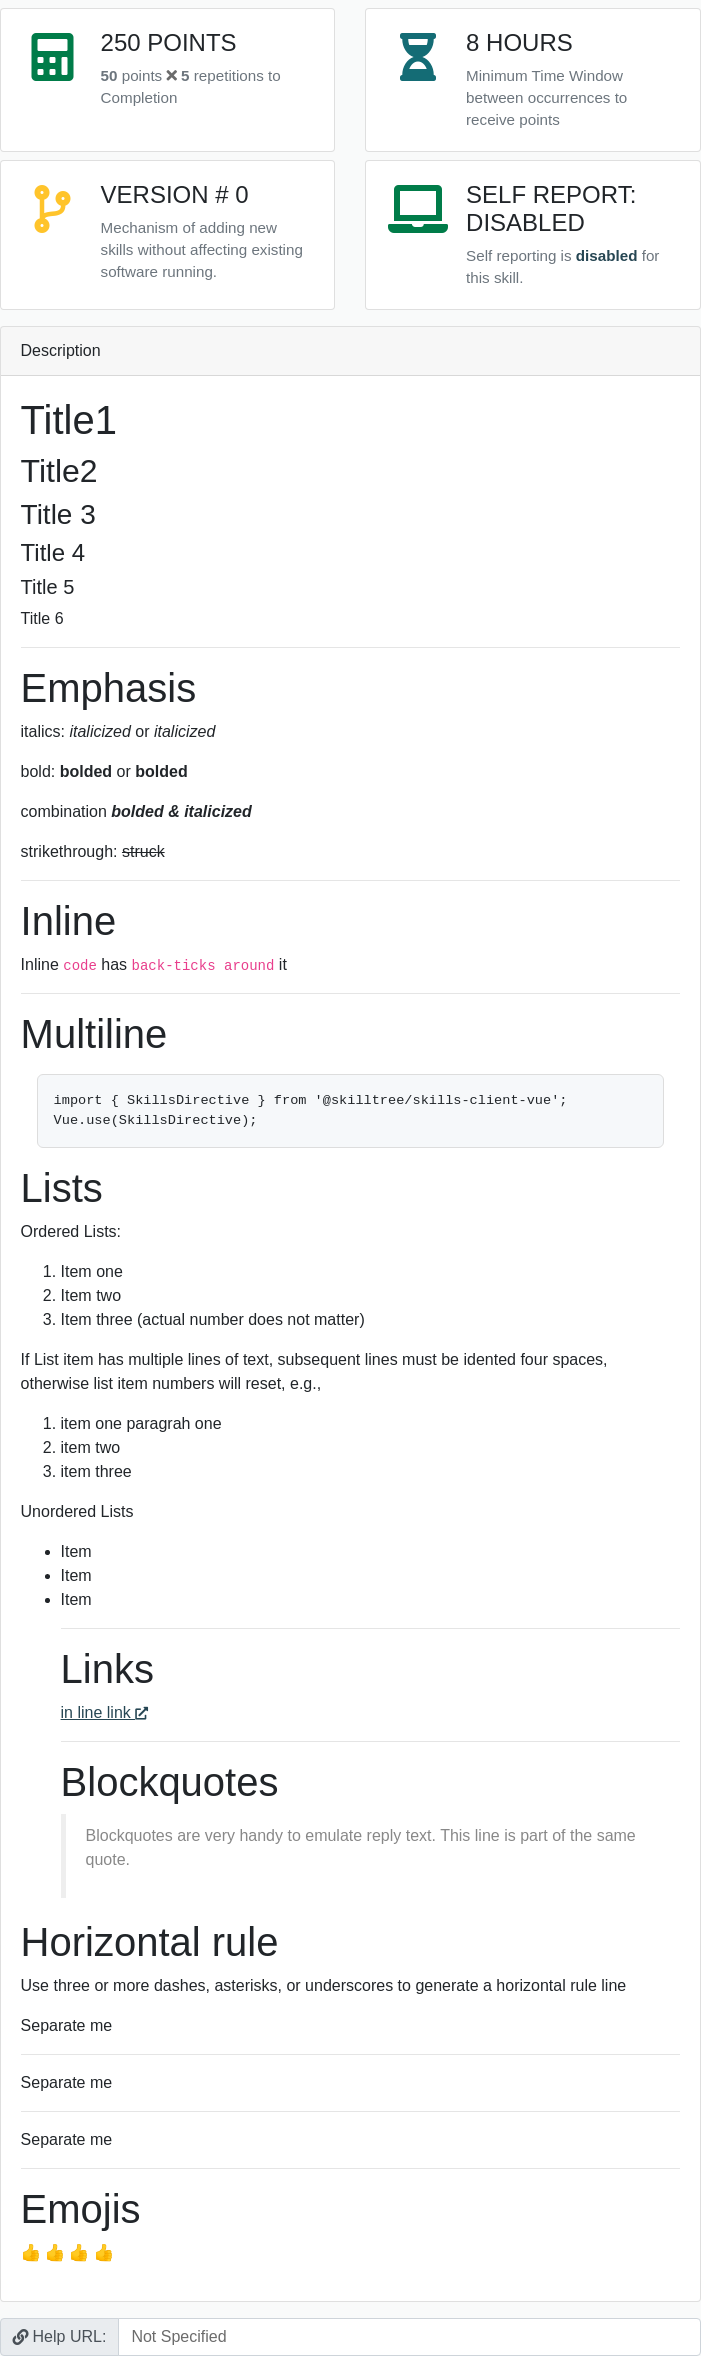 250 POINTS
50 points × 5 repetitions to
Completion
8 HOURS
Minimum Time Window
between occurrences to
receive points
VERSION # 0
Mechanism of adding new
skills without affecting existing
software running.
SELF REPORT:
DISABLED
Self reporting is disabled for
this skill.
Description
Title1
Title2
Title 3
Title 4
Title 5
Title 6
Emphasis
italics: italicized or italicized
bold: bolded or bolded
combination bolded & italicized
strikethrough: struck
Inline
Inline code has back-ticks around it
Multiline
import { SkillsDirective } from '@skilltree/skills-client-vue';
Vue.use(SkillsDirective);
Lists
Ordered Lists:
1. Item one
2. Item two
3. Item three (actual number does not matter)
If List item has multiple lines of text, subsequent lines must be idented four spaces,
otherwise list item numbers will reset, e.g.,
1. item one paragrah one
2. item two
3. item three
Unordered Lists
• Item
• Item
• Item
Links
in line link
Blockquotes
Blockquotes are very handy to emulate reply text. This line is part of the same
quote.
Horizontal rule
Use three or more dashes, asterisks, or underscores to generate a horizontal rule line
Separate me
Separate me
Separate me
Emojis
👍 👍 👍 👍
Help URL: Not Specified